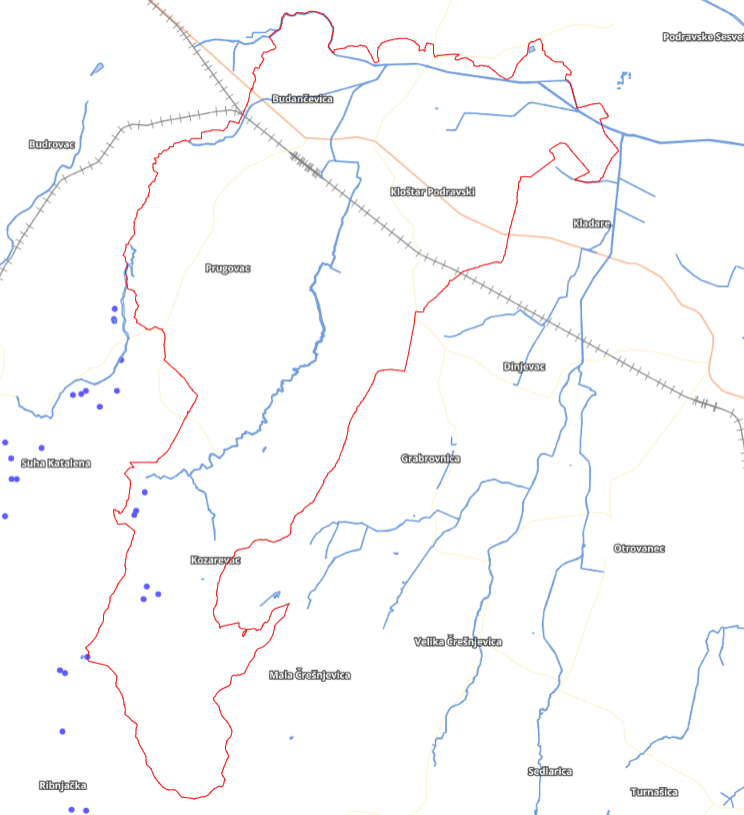 Podravske Sesvet
Budančevica
Budrovac
Kloštar Podravski
Kladare
Prugovac
Dinjevac
Grabrovnica
Suha Katalena
Otrovanec
Kozarevac
Velika Črešnjevica
Mala Črešnjevica
Sedlarica
Ribnjačka
Turnašica